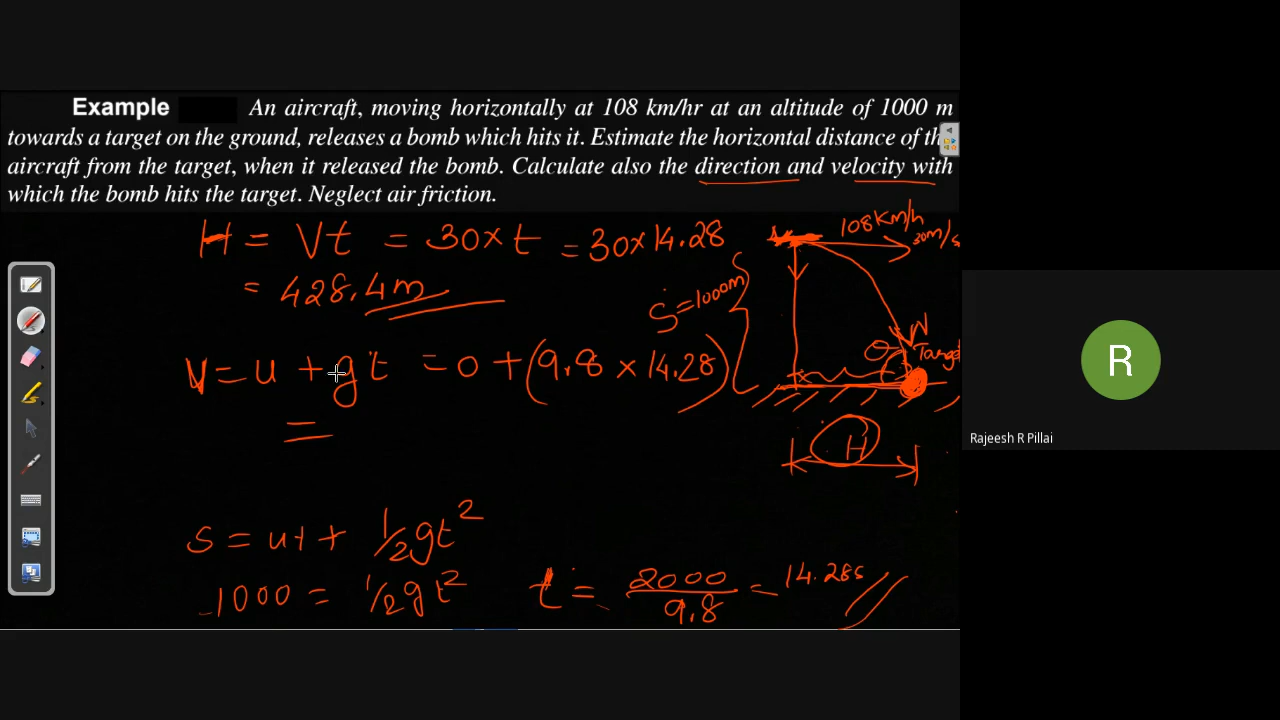 Example An aircraft, moving horizontally at 108 km/hr at an altitude of 1000 m
towards a target on the ground, releases a bomb which hits it. Estimate the horizontal distance of th
aircraft from the target, when it released the bomb. Calculate also the direction and velocity with
which the bomb hits the target. Neglect air friction.
H = Vt = 30×t = 30×14.28
= 428.4m
108 Km/h
30m/s
S=1000m
V = u + gt = 0 + (9.8 × 14.28)
=
θ
Targe
H
S = ut + 1/2gt²
1000 = 1/2gt² t = 2000/9.8 = 14.28s
R
Rajeesh R Pillai